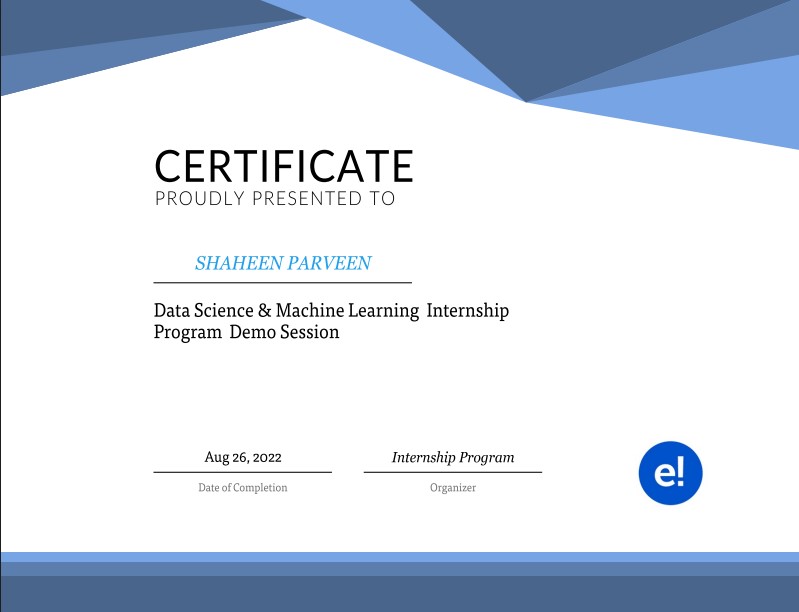 CERTIFICATE
PROUDLY PRESENTED TO
SHAHEEN PARVEEN
Data Science & Machine Learning Internship
Program Demo Session
Aug 26, 2022
Internship Program
Date of Completion
Organizer
e!